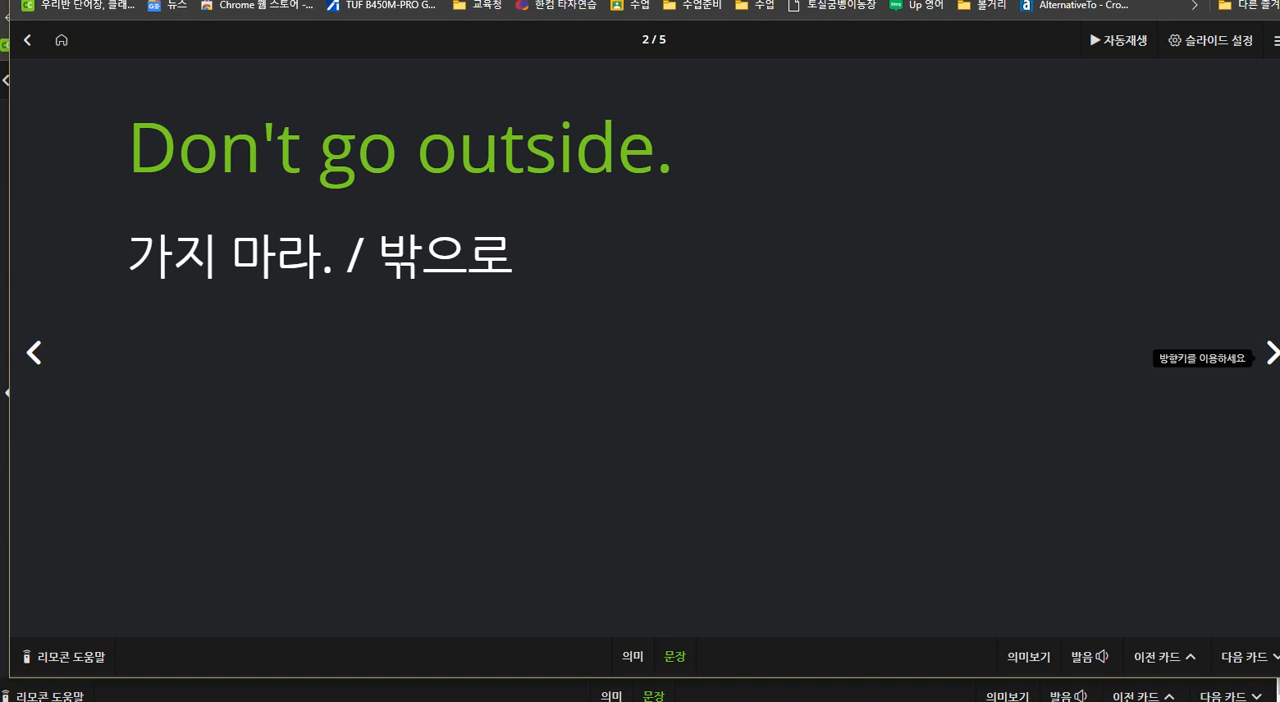 우리반 단어장, 클래... 뉴스 Chrome 웹 스토어 -... TUF B450M-PRO G... 교육청 한컴 타자연습 수업 수업준비 수업 토실굼벵이농장 Up 영어 볼거리 AlternativeTo - Cro... 다른 즐겨
2 / 5
자동재생 슬라이드 설정
Don't go outside.
가지 마라. / 밖으로
방향키를 이용하세요
리모콘 도움말 의미 문장 의미보기 발음 이전 카드 다음 카드
리모콘 도움말 의미 문장 의미보기 발음 이전 카드 다음 카드